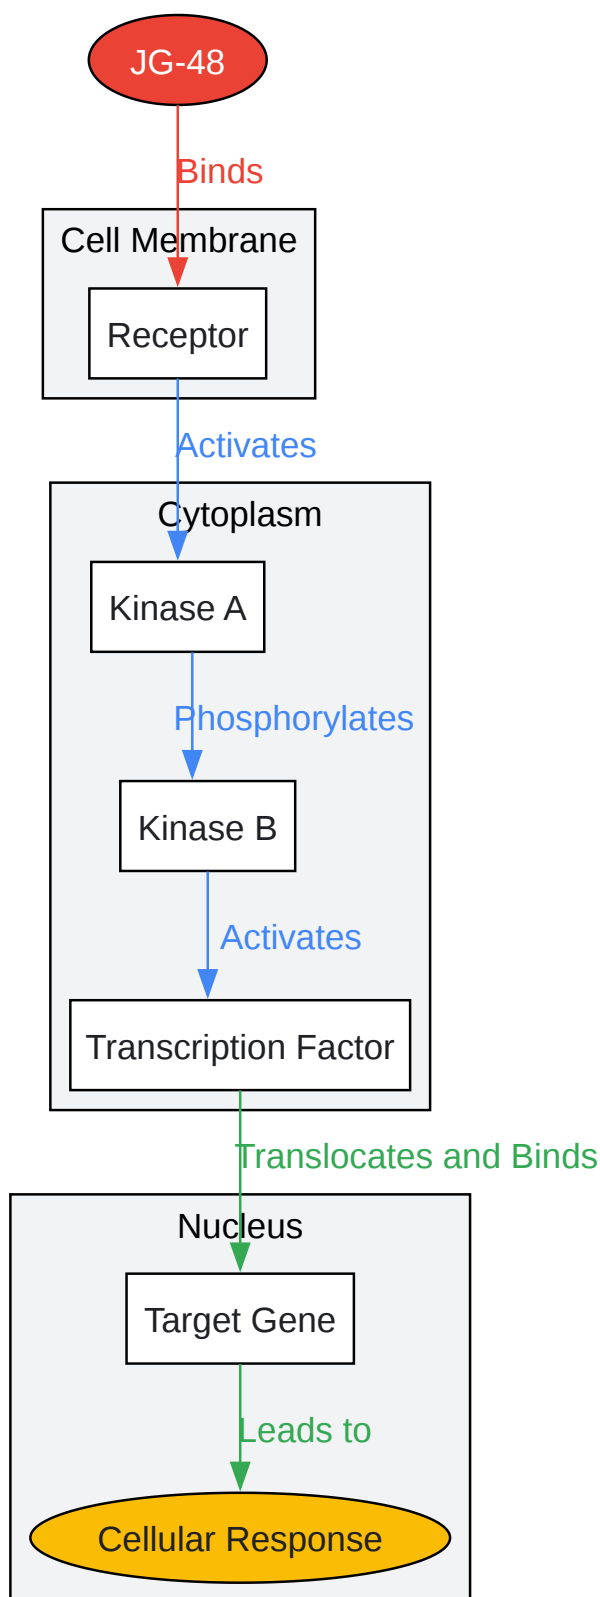 JG-48
Binds
Cell Membrane
Receptor
Activates
Cytoplasm
Kinase A
Phosphorylates
Kinase B
Activates
Transcription Factor
Translocates and Binds
Nucleus
Target Gene
Leads to
Cellular Response